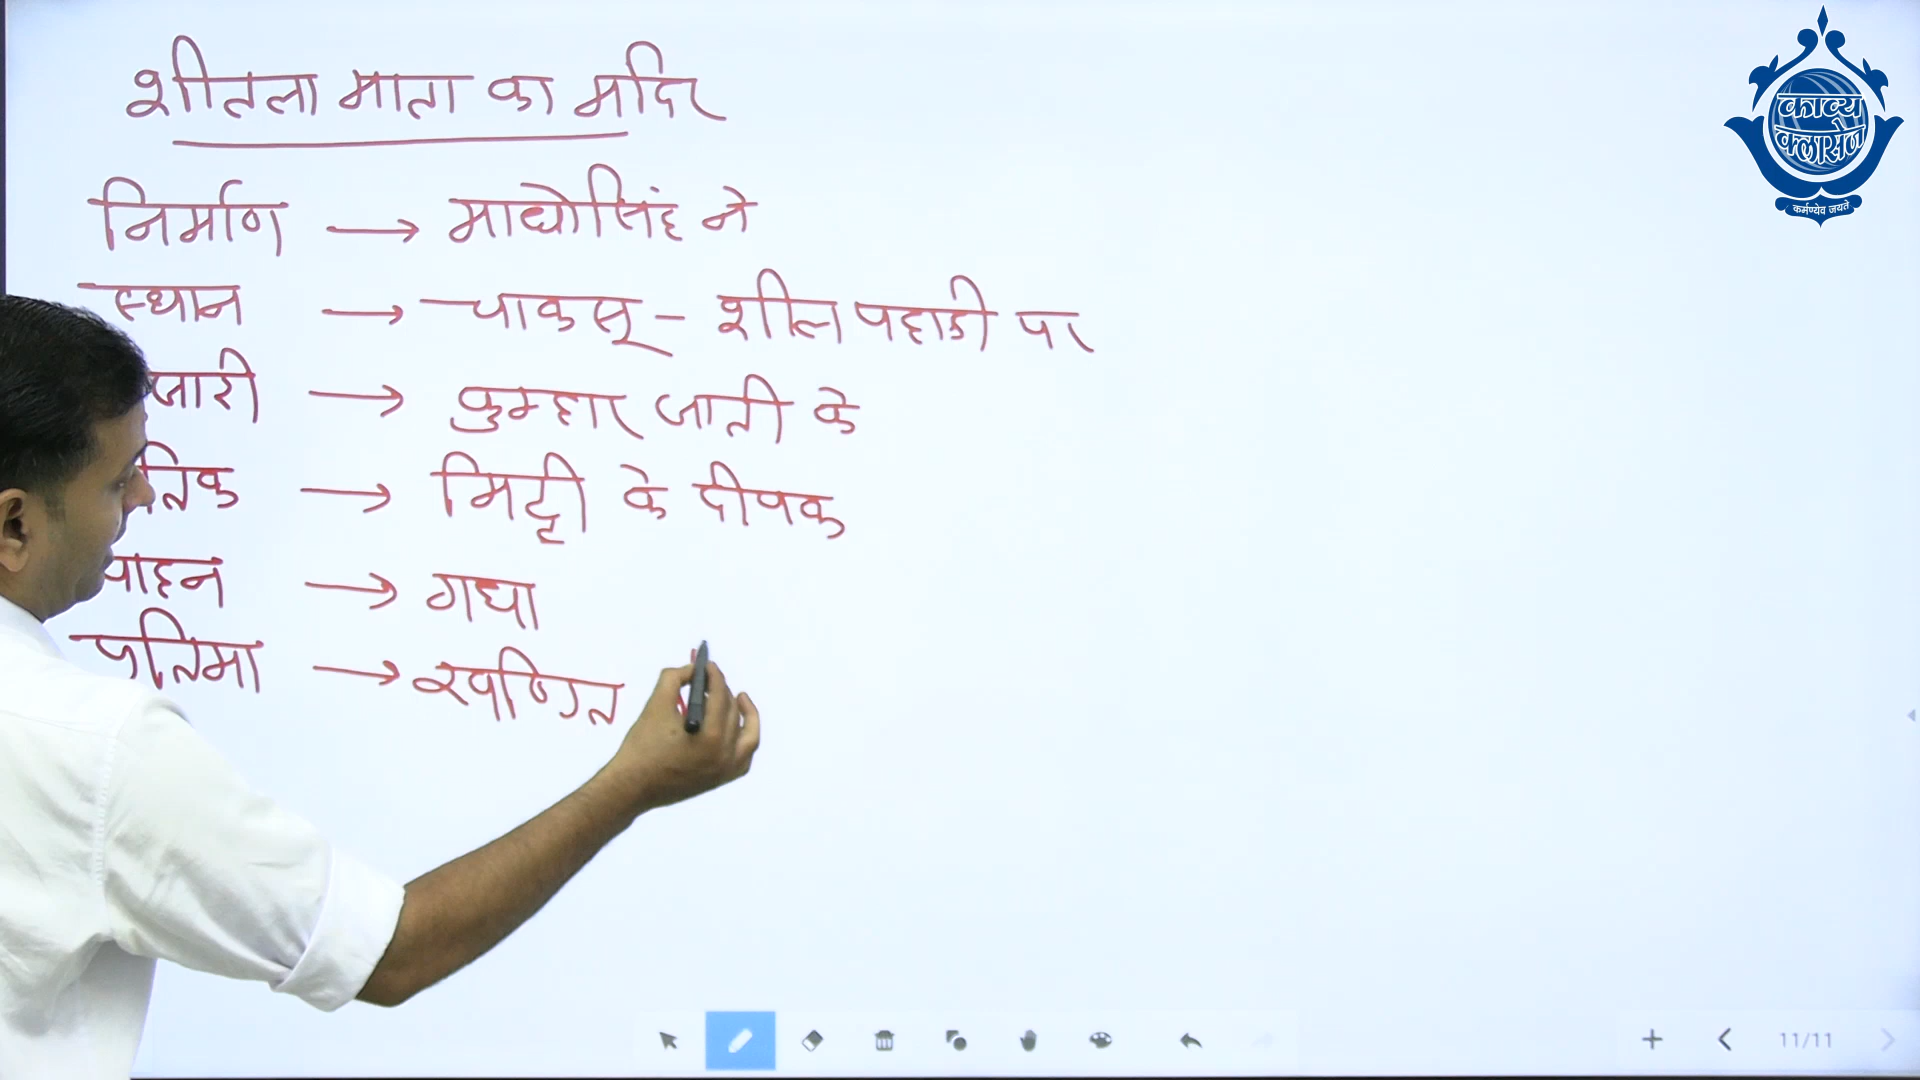 शीतला माता का मंदिर
निर्माण → माधोसिंह ने
स्थान → चाकसू - शील पहाडी पर
जारी → कुम्हार जाती के
तिक → मिट्टी के दीपक
वाहन → गधा
प्रतिमा → खण्डित
काव्य
क्लासेज
कर्मण्येव जयते
11/11